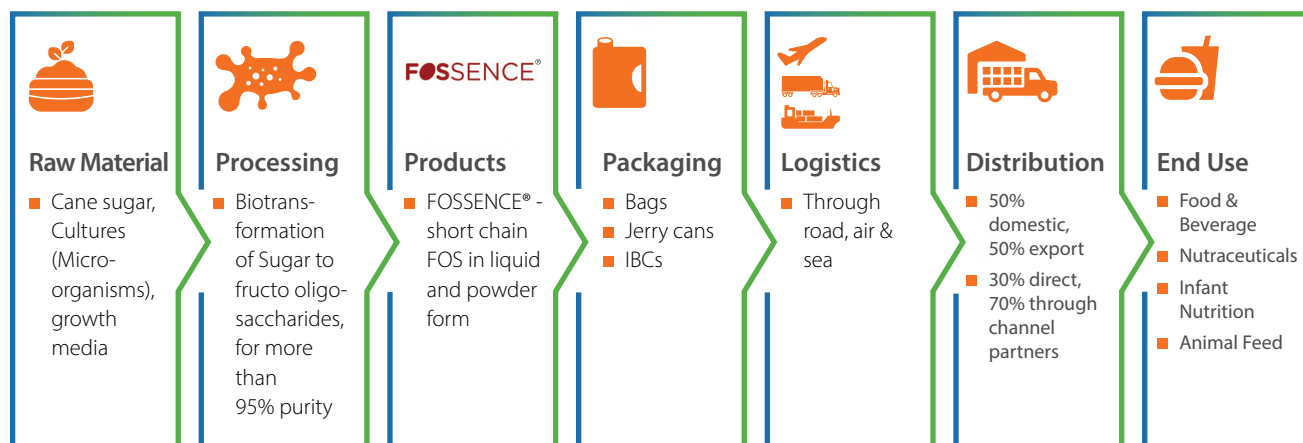 FOSSENCE®
Raw Material
Cane sugar,
Cultures
(Micro-
organisms),
growth
media
Processing
Biotrans-
formation
of Sugar to
fructo oligo-
saccharides,
for more
than
95% purity
Products
FOSSENCE® -
short chain
FOS in liquid
and powder
form
Packaging
Bags
Jerry cans
IBCs
Logistics
Through
road, air &
sea
Distribution
50%
domestic,
50% export
30% direct,
70% through
channel
partners
End Use
Food &
Beverage
Nutraceuticals
Infant
Nutrition
Animal Feed